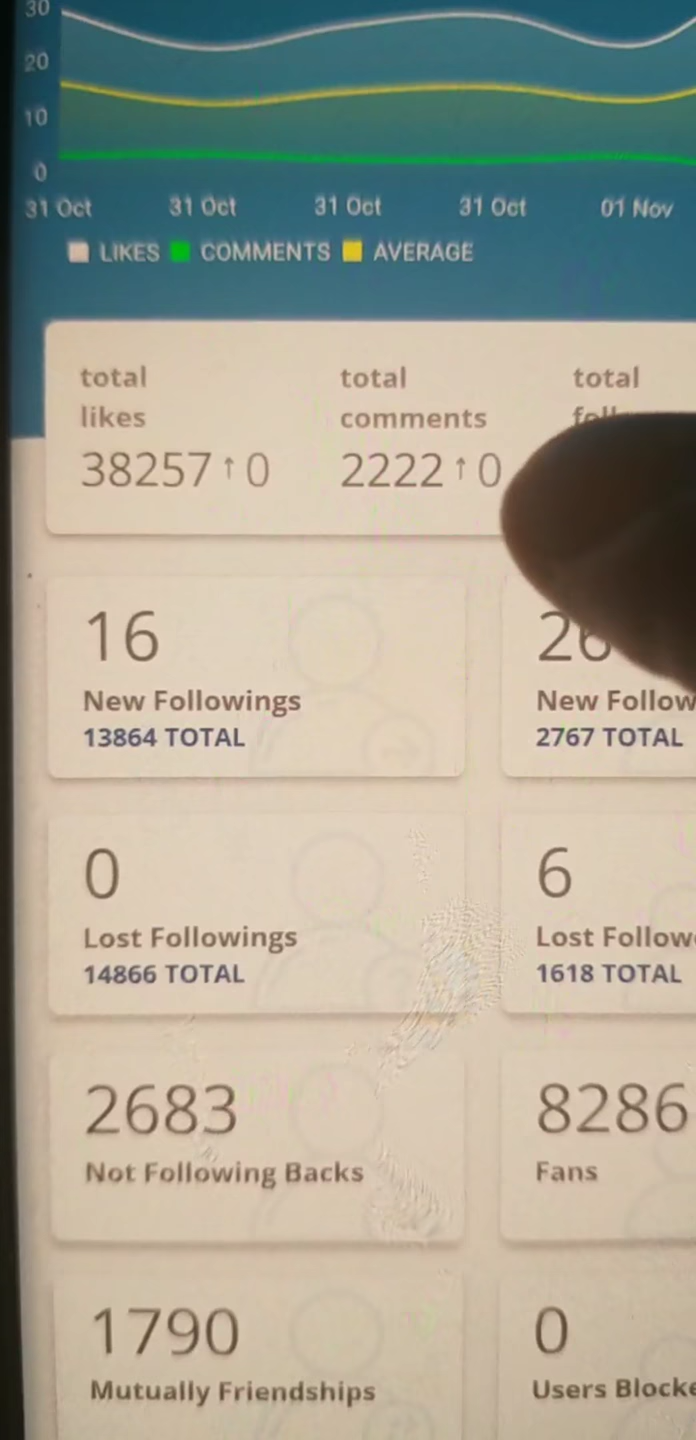 30
20
10
0
31 Oct 31 Oct 31 Oct 31 Oct 01 Nov
LIKES COMMENTS AVERAGE
total total total
likes comments
38257 ↑ 0 2222 ↑ 0
16
New Followings New Follow
13864 TOTAL 2767 TOTAL
0 6
Lost Followings Lost Follow
14866 TOTAL 1618 TOTAL
2683 8286
Not Following Backs Fans
1790 0
Mutually Friendships Users Blocke